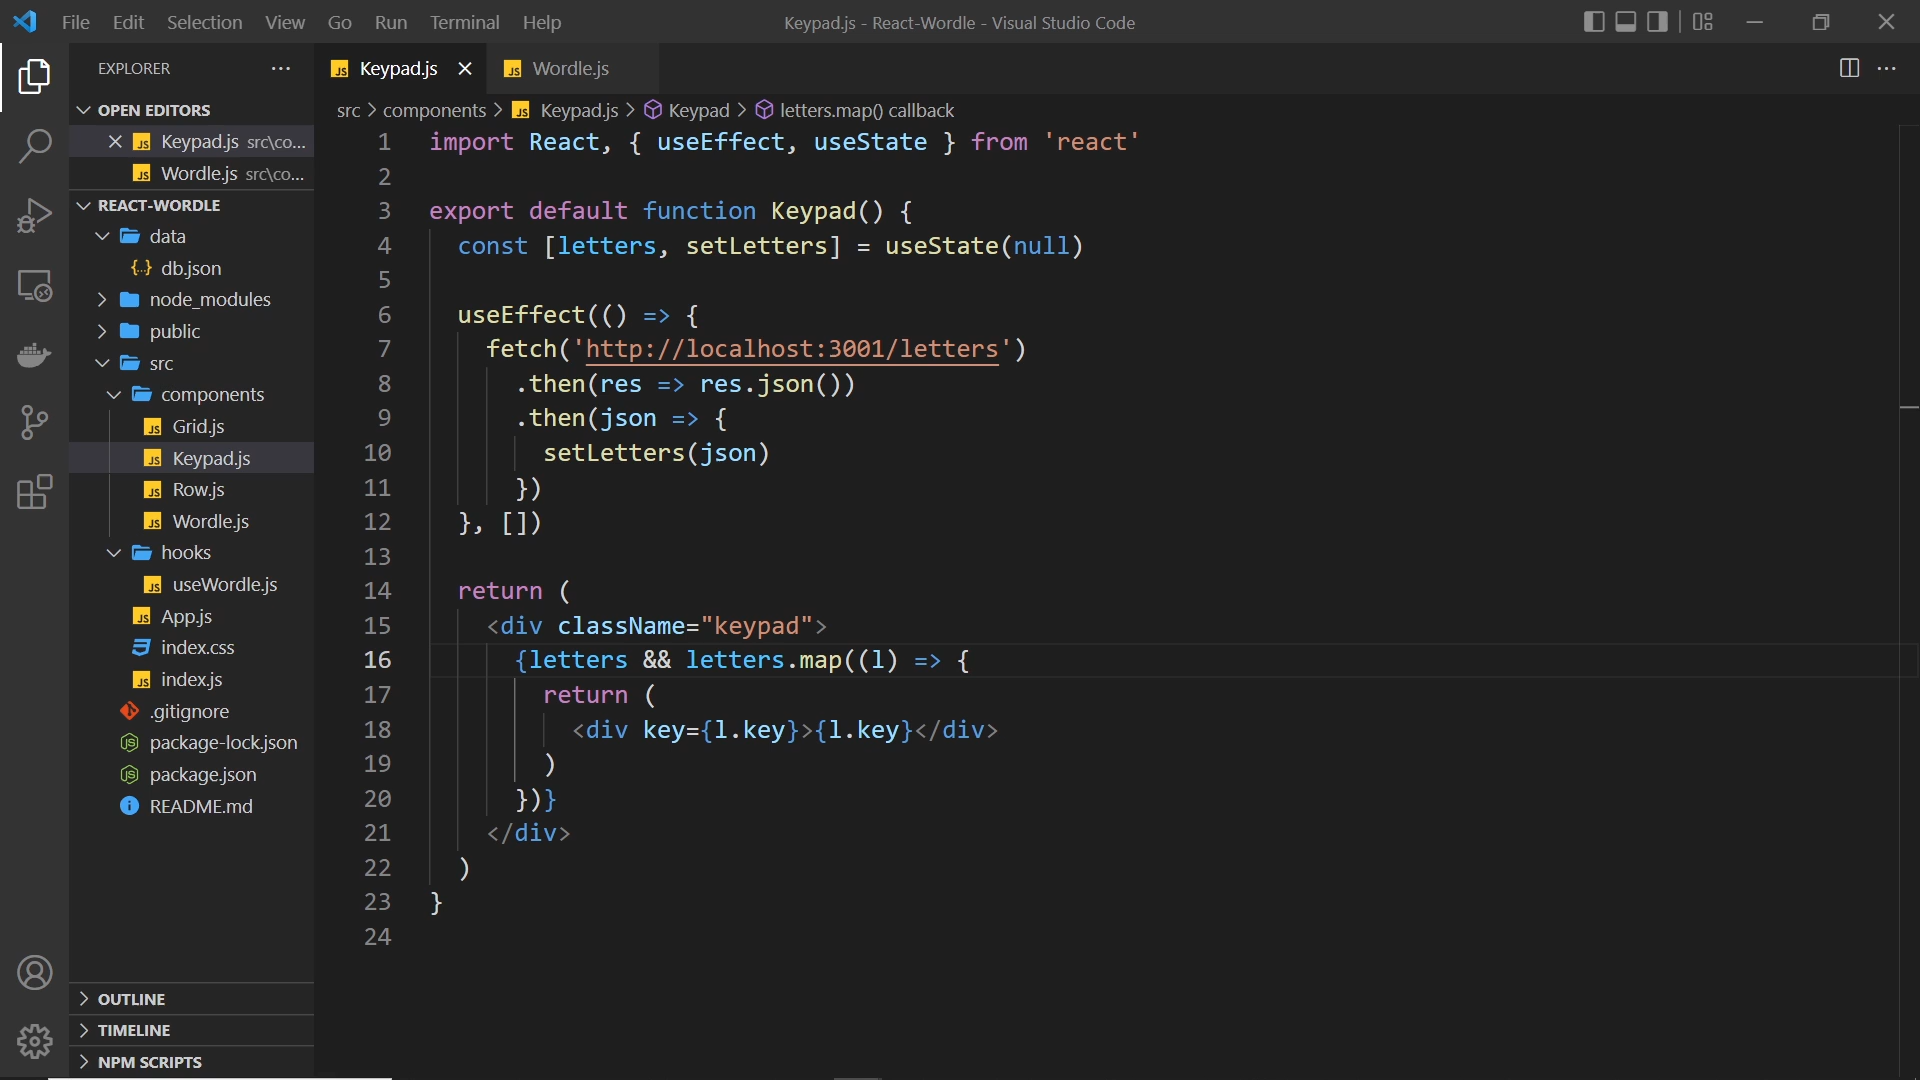 File Edit Selection View Go Run Terminal Help Keypad.js - React-Wordle - Visual Studio Code
EXPLORER
OPEN EDITORS
Keypad.js src\co...
Wordle.js src\co...
REACT-WORDLE
data
db.json
node_modules
public
src
components
Grid.js
Keypad.js
Row.js
Wordle.js
hooks
useWordle.js
App.js
index.css
index.js
.gitignore
package-lock.json
package.json
README.md
OUTLINE
TIMELINE
NPM SCRIPTS
Keypad.js Wordle.js
src > components > Keypad.js > Keypad > letters.map() callback
1 import React, { useEffect, useState } from 'react'
2
3 export default function Keypad() {
4 const [letters, setLetters] = useState(null)
5
6 useEffect(() => {
7 fetch('http://localhost:3001/letters')
8 .then(res => res.json())
9 .then(json => {
10 setLetters(json)
11 })
12 }, [])
13
14 return (
15 <div className="keypad">
16 {letters && letters.map((l) => {
17 return (
18 <div key={l.key}>{l.key}</div>
19 )
20 })}
21 </div>
22 )
23 }
24